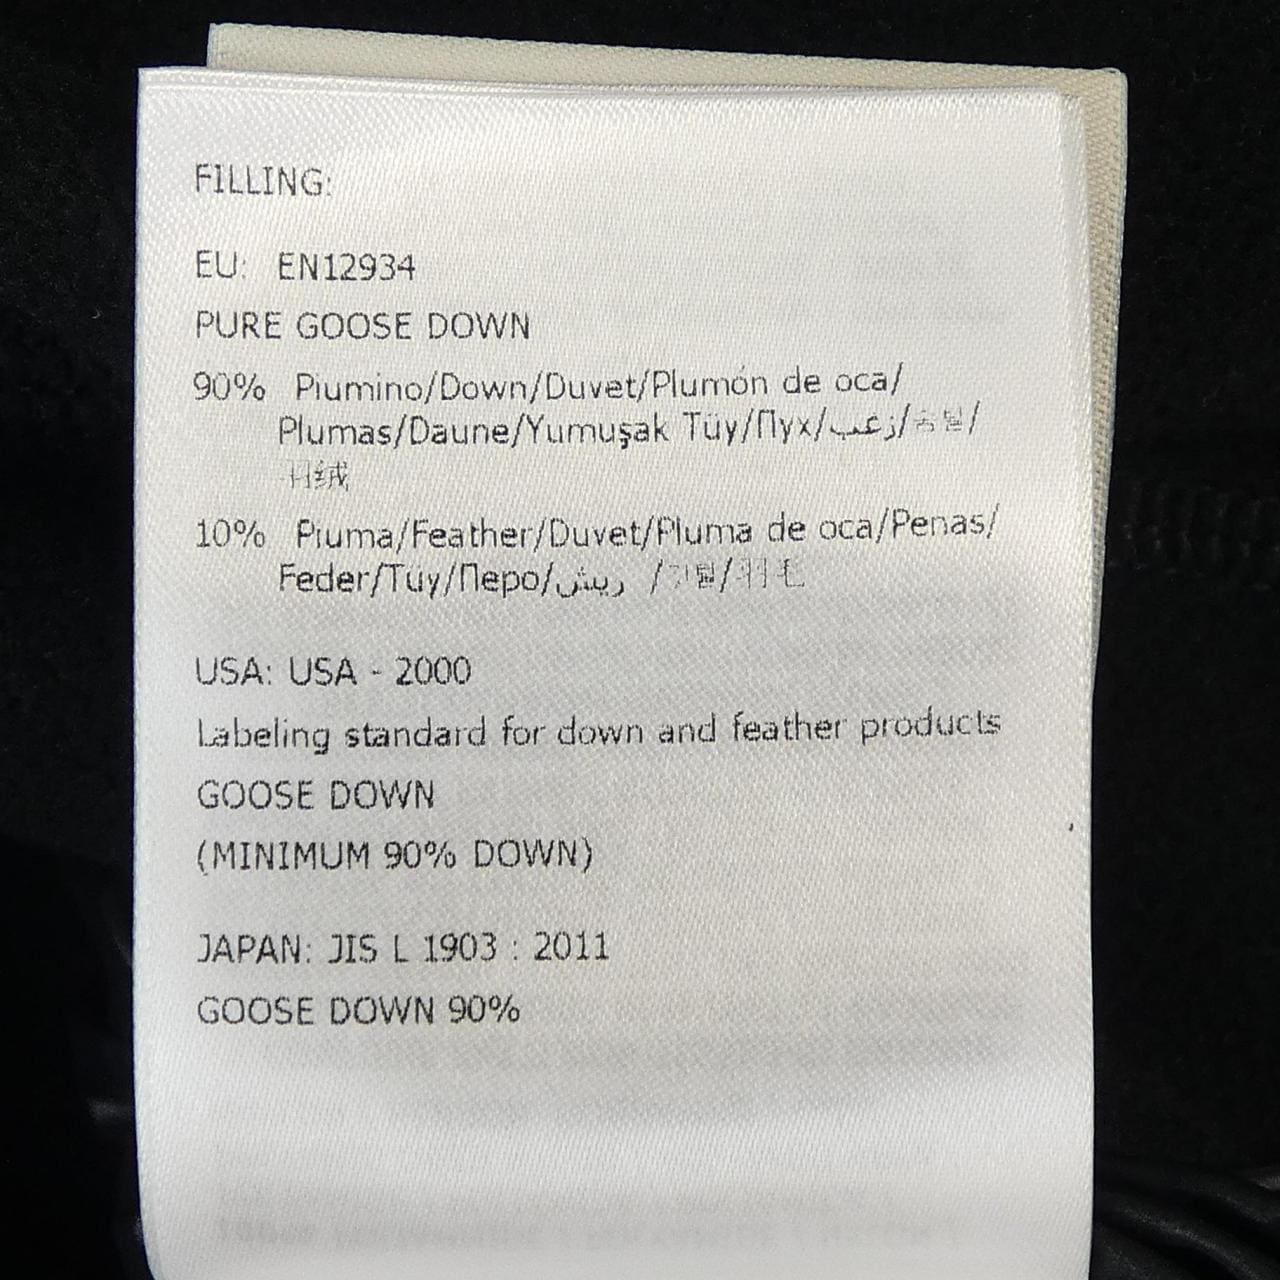 FILLING:
EU: EN12934
PURE GOOSE DOWN
90% Piumino/Down/Duvet/Plumón de oca/
Plumas/Daune/Yumuşak Tüy/Пух/زغب/솜털/
羽绒
10% Piuma/Feather/Duvet/Pluma de oca/Penas/
Feder/Tüy/Перо/ريش /깃털/羽毛
USA: USA - 2000
Labeling standard for down and feather products
GOOSE DOWN
(MINIMUM 90% DOWN)
JAPAN: JIS L 1903 : 2011
GOOSE DOWN 90%